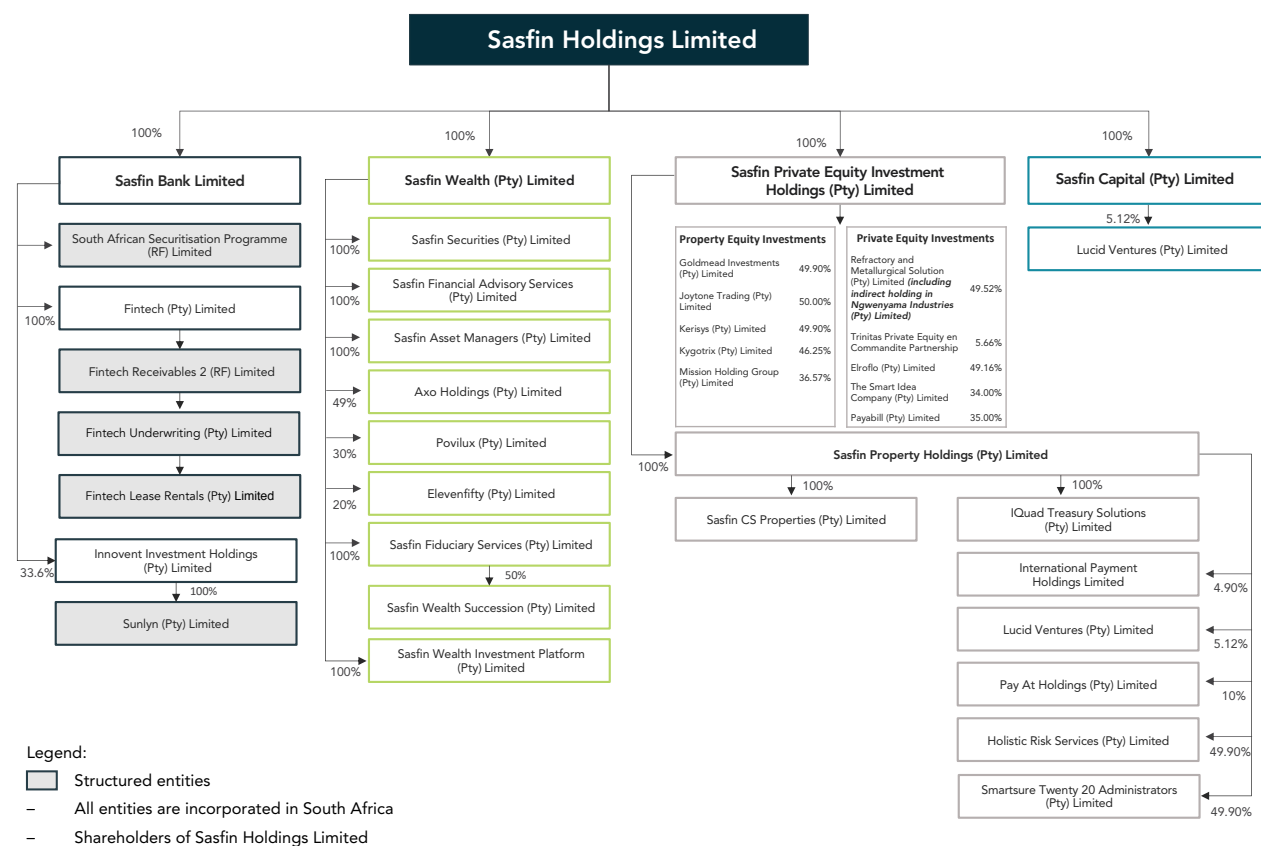 Sasfin Holdings Limited
100%
100%
100%
100%
Sasfin Bank Limited
South African Securitisation Programme
(RF) Limited
Fintech (Pty) Limited
100%
Fintech Receivables 2 (RF) Limited
Fintech Underwriting (Pty) Limited
Fintech Lease Rentals (Pty) Limited
Innovent Investment Holdings
(Pty) Limited
33.6%
100%
Sunlyn (Pty) Limited
Sasfin Wealth (Pty) Limited
Sasfin Securities (Pty) Limited
100%
Sasfin Financial Advisory Services
(Pty) Limited
100%
Sasfin Asset Managers (Pty) Limited
100%
Axo Holdings (Pty) Limited
49%
Povilux (Pty) Limited
30%
Elevenfifty (Pty) Limited
20%
Sasfin Fiduciary Services (Pty) Limited
100%
50%
Sasfin Wealth Succession (Pty) Limited
Sasfin Wealth Investment Platform
(Pty) Limited
100%
Sasfin Private Equity Investment
Holdings (Pty) Limited
Property Equity Investments
Goldmead Investments
(Pty) Limited
49.90%
Joytone Trading (Pty)
Limited
50.00%
Kerisys (Pty) Limited 49.90%
Kygotrix (Pty) Limited 46.25%
Mission Holding Group
(Pty) Limited
36.57%
Private Equity Investments
Refractory and
Metallurgical Solution
(Pty) Limited (including
indirect holding in
Ngwenyama Industries
(Pty) Limited)
49.52%
Trinitas Private Equity en
Commandite Partnership
5.66%
Elroflo (Pty) Limited 49.16%
The Smart Idea
Company (Pty) Limited
34.00%
Payabill (Pty) Limited 35.00%
Sasfin Property Holdings (Pty) Limited
100%
100%
100%
Sasfin CS Properties (Pty) Limited
IQuad Treasury Solutions
(Pty) Limited
International Payment
Holdings Limited
4.90%
Lucid Ventures (Pty) Limited
5.12%
Pay At Holdings (Pty) Limited
10%
Holistic Risk Services (Pty) Limited
49.90%
Smartsure Twenty 20 Administrators
(Pty) Limited
49.90%
Sasfin Capital (Pty) Limited
5.12%
Lucid Ventures (Pty) Limited
Legend:
Structured entities
– All entities are incorporated in South Africa
– Shareholders of Sasfin Holdings Limited